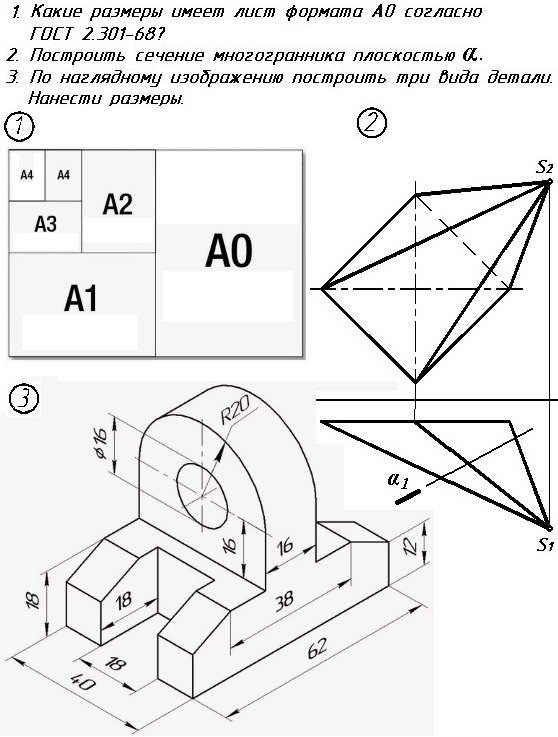 1. Какие размеры имеет лист формата А0 согласно
ГОСТ 2.301-68?
2. Построить сечение многогранника плоскостью α.
3. По наглядному изображению построить три вида детали.
Нанести размеры.
1
2
S2
A4
A4
A2
A3
A0
A1
α1
S1
3
R20
ϕ16
16
16
12
18
18
38
18
62
40